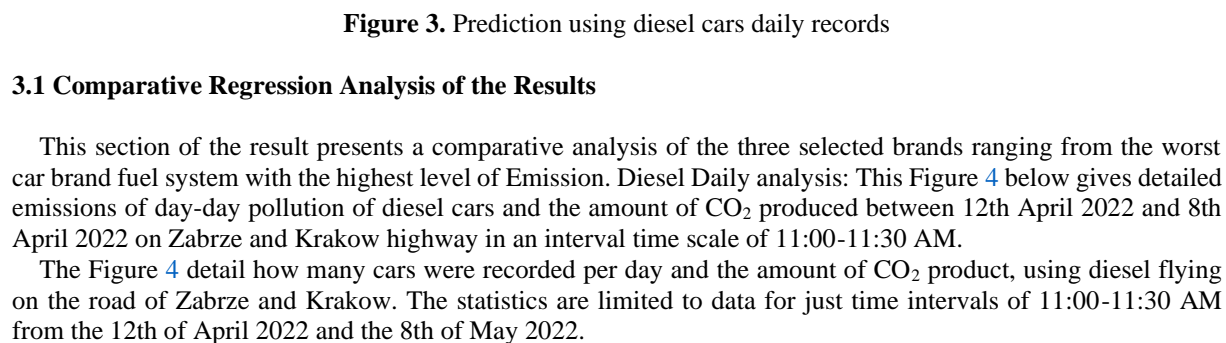 Figure 3. Prediction using diesel cars daily records
3.1 Comparative Regression Analysis of the Results
This section of the result presents a comparative analysis of the three selected brands ranging from the worst
car brand fuel system with the highest level of Emission. Diesel Daily analysis: This Figure 4 below gives detailed
emissions of day-day pollution of diesel cars and the amount of CO₂ produced between 12th April 2022 and 8th
April 2022 on Zabrze and Krakow highway in an interval time scale of 11:00-11:30 AM.
The Figure 4 detail how many cars were recorded per day and the amount of CO₂ product, using diesel flying
on the road of Zabrze and Krakow. The statistics are limited to data for just time intervals of 11:00-11:30 AM
from the 12th of April 2022 and the 8th of May 2022.